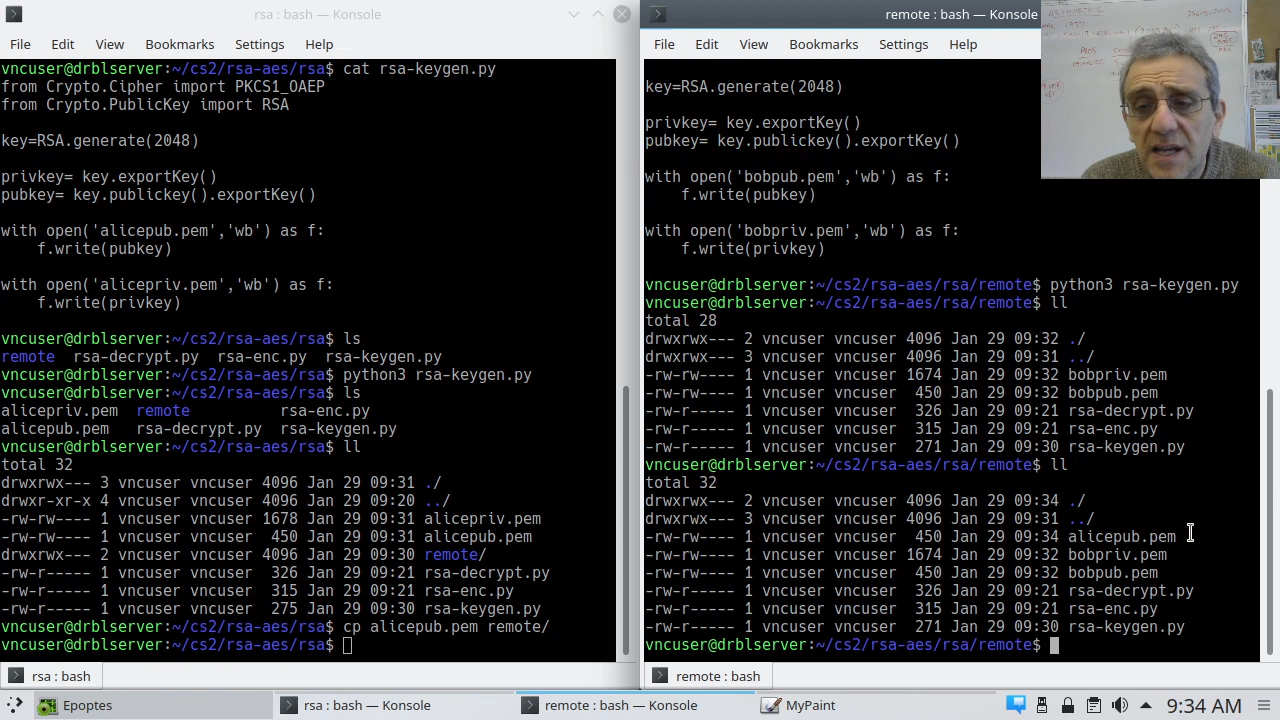 rsa : bash — Konsole
File Edit View Bookmarks Settings Help
vncuser@drblserver:~/cs2/rsa-aes/rsa$ cat rsa-keygen.py
from Crypto.Cipher import PKCS1_OAEP
from Crypto.PublicKey import RSA
key=RSA.generate(2048)
privkey= key.exportKey()
pubkey= key.publickey().exportKey()
with open('alicepub.pem','wb') as f:
    f.write(pubkey)
with open('alicepriv.pem','wb') as f:
    f.write(privkey)
vncuser@drblserver:~/cs2/rsa-aes/rsa$ ls
remote  rsa-decrypt.py  rsa-enc.py  rsa-keygen.py
vncuser@drblserver:~/cs2/rsa-aes/rsa$ python3 rsa-keygen.py
vncuser@drblserver:~/cs2/rsa-aes/rsa$ ls
alicepriv.pem  remote          rsa-enc.py
alicepub.pem   rsa-decrypt.py  rsa-keygen.py
vncuser@drblserver:~/cs2/rsa-aes/rsa$ ll
total 32
drwxrwx--- 3 vncuser vncuser 4096 Jan 29 09:31 ./
drwxr-xr-x 4 vncuser vncuser 4096 Jan 29 09:20 ../
-rw-rw---- 1 vncuser vncuser 1678 Jan 29 09:31 alicepriv.pem
-rw-rw---- 1 vncuser vncuser  450 Jan 29 09:31 alicepub.pem
drwxrwx--- 2 vncuser vncuser 4096 Jan 29 09:30 remote/
-rw-r----- 1 vncuser vncuser  326 Jan 29 09:21 rsa-decrypt.py
-rw-r----- 1 vncuser vncuser  315 Jan 29 09:21 rsa-enc.py
-rw-r----- 1 vncuser vncuser  275 Jan 29 09:30 rsa-keygen.py
vncuser@drblserver:~/cs2/rsa-aes/rsa$ cp alicepub.pem remote/
vncuser@drblserver:~/cs2/rsa-aes/rsa$
rsa : bash
remote : bash — Konsole
File Edit View Bookmarks Settings Help
key=RSA.generate(2048)
privkey= key.exportKey()
pubkey= key.publickey().exportKey()
with open('bobpub.pem','wb') as f:
    f.write(pubkey)
with open('bobpriv.pem','wb') as f:
    f.write(privkey)
vncuser@drblserver:~/cs2/rsa-aes/rsa/remote$ python3 rsa-keygen.py
vncuser@drblserver:~/cs2/rsa-aes/rsa/remote$ ll
total 28
drwxrwx--- 2 vncuser vncuser 4096 Jan 29 09:32 ./
drwxrwx--- 3 vncuser vncuser 4096 Jan 29 09:31 ../
-rw-rw---- 1 vncuser vncuser 1674 Jan 29 09:32 bobpriv.pem
-rw-rw---- 1 vncuser vncuser  450 Jan 29 09:32 bobpub.pem
-rw-r----- 1 vncuser vncuser  326 Jan 29 09:21 rsa-decrypt.py
-rw-r----- 1 vncuser vncuser  315 Jan 29 09:21 rsa-enc.py
-rw-rw---- 1 vncuser vncuser  271 Jan 29 09:30 rsa-keygen.py
vncuser@drblserver:~/cs2/rsa-aes/rsa/remote$ ll
total 32
drwxrwx--- 2 vncuser vncuser 4096 Jan 29 09:34 ./
drwxrwx--- 3 vncuser vncuser 4096 Jan 29 09:31 ../
-rw-rw---- 1 vncuser vncuser  450 Jan 29 09:34 alicepub.pem
-rw-rw---- 1 vncuser vncuser 1674 Jan 29 09:32 bobpriv.pem
-rw-rw---- 1 vncuser vncuser  450 Jan 29 09:32 bobpub.pem
-rw-r----- 1 vncuser vncuser  326 Jan 29 09:21 rsa-decrypt.py
-rw-r----- 1 vncuser vncuser  315 Jan 29 09:21 rsa-enc.py
-rw-rw---- 1 vncuser vncuser  271 Jan 29 09:30 rsa-keygen.py
vncuser@drblserver:~/cs2/rsa-aes/rsa/remote$
remote : bash
Epoptes
rsa : bash — Konsole
remote : bash — Konsole
MyPaint
9:34 AM